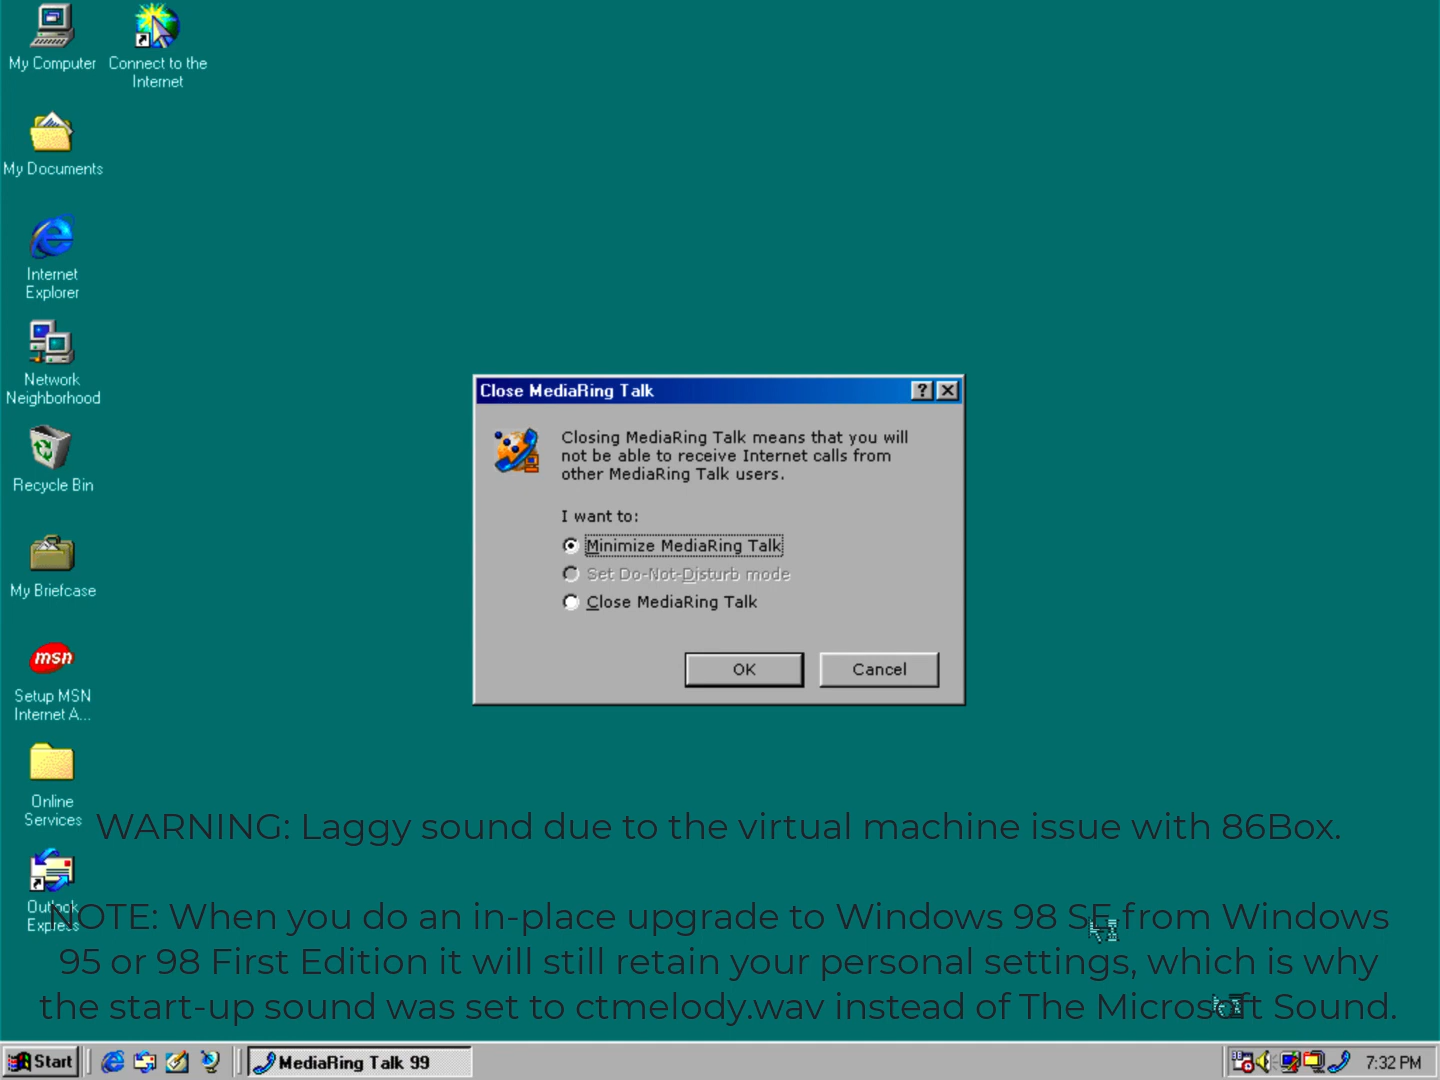 My Computer
Connect to the
Internet
My Documents
Internet
Explorer
Network
Neighborhood
Recycle Bin
My Briefcase
msn
Setup MSN
Internet A...
Online
Services
Outlook
Express
Close MediaRing Talk
Closing MediaRing Talk means that you will
not be able to receive Internet calls from
other MediaRing Talk users.
I want to:
Minimize MediaRing Talk
Set Do-Not-Disturb mode
Close MediaRing Talk
OK
Cancel
WARNING: Laggy sound due to the virtual machine issue with 86Box.
NOTE: When you do an in-place upgrade to Windows 98 SE from Windows
95 or 98 First Edition it will still retain your personal settings, which is why
the start-up sound was set to ctmelody.wav instead of The Microsoft Sound.
Start
MediaRing Talk 99
7:32 PM